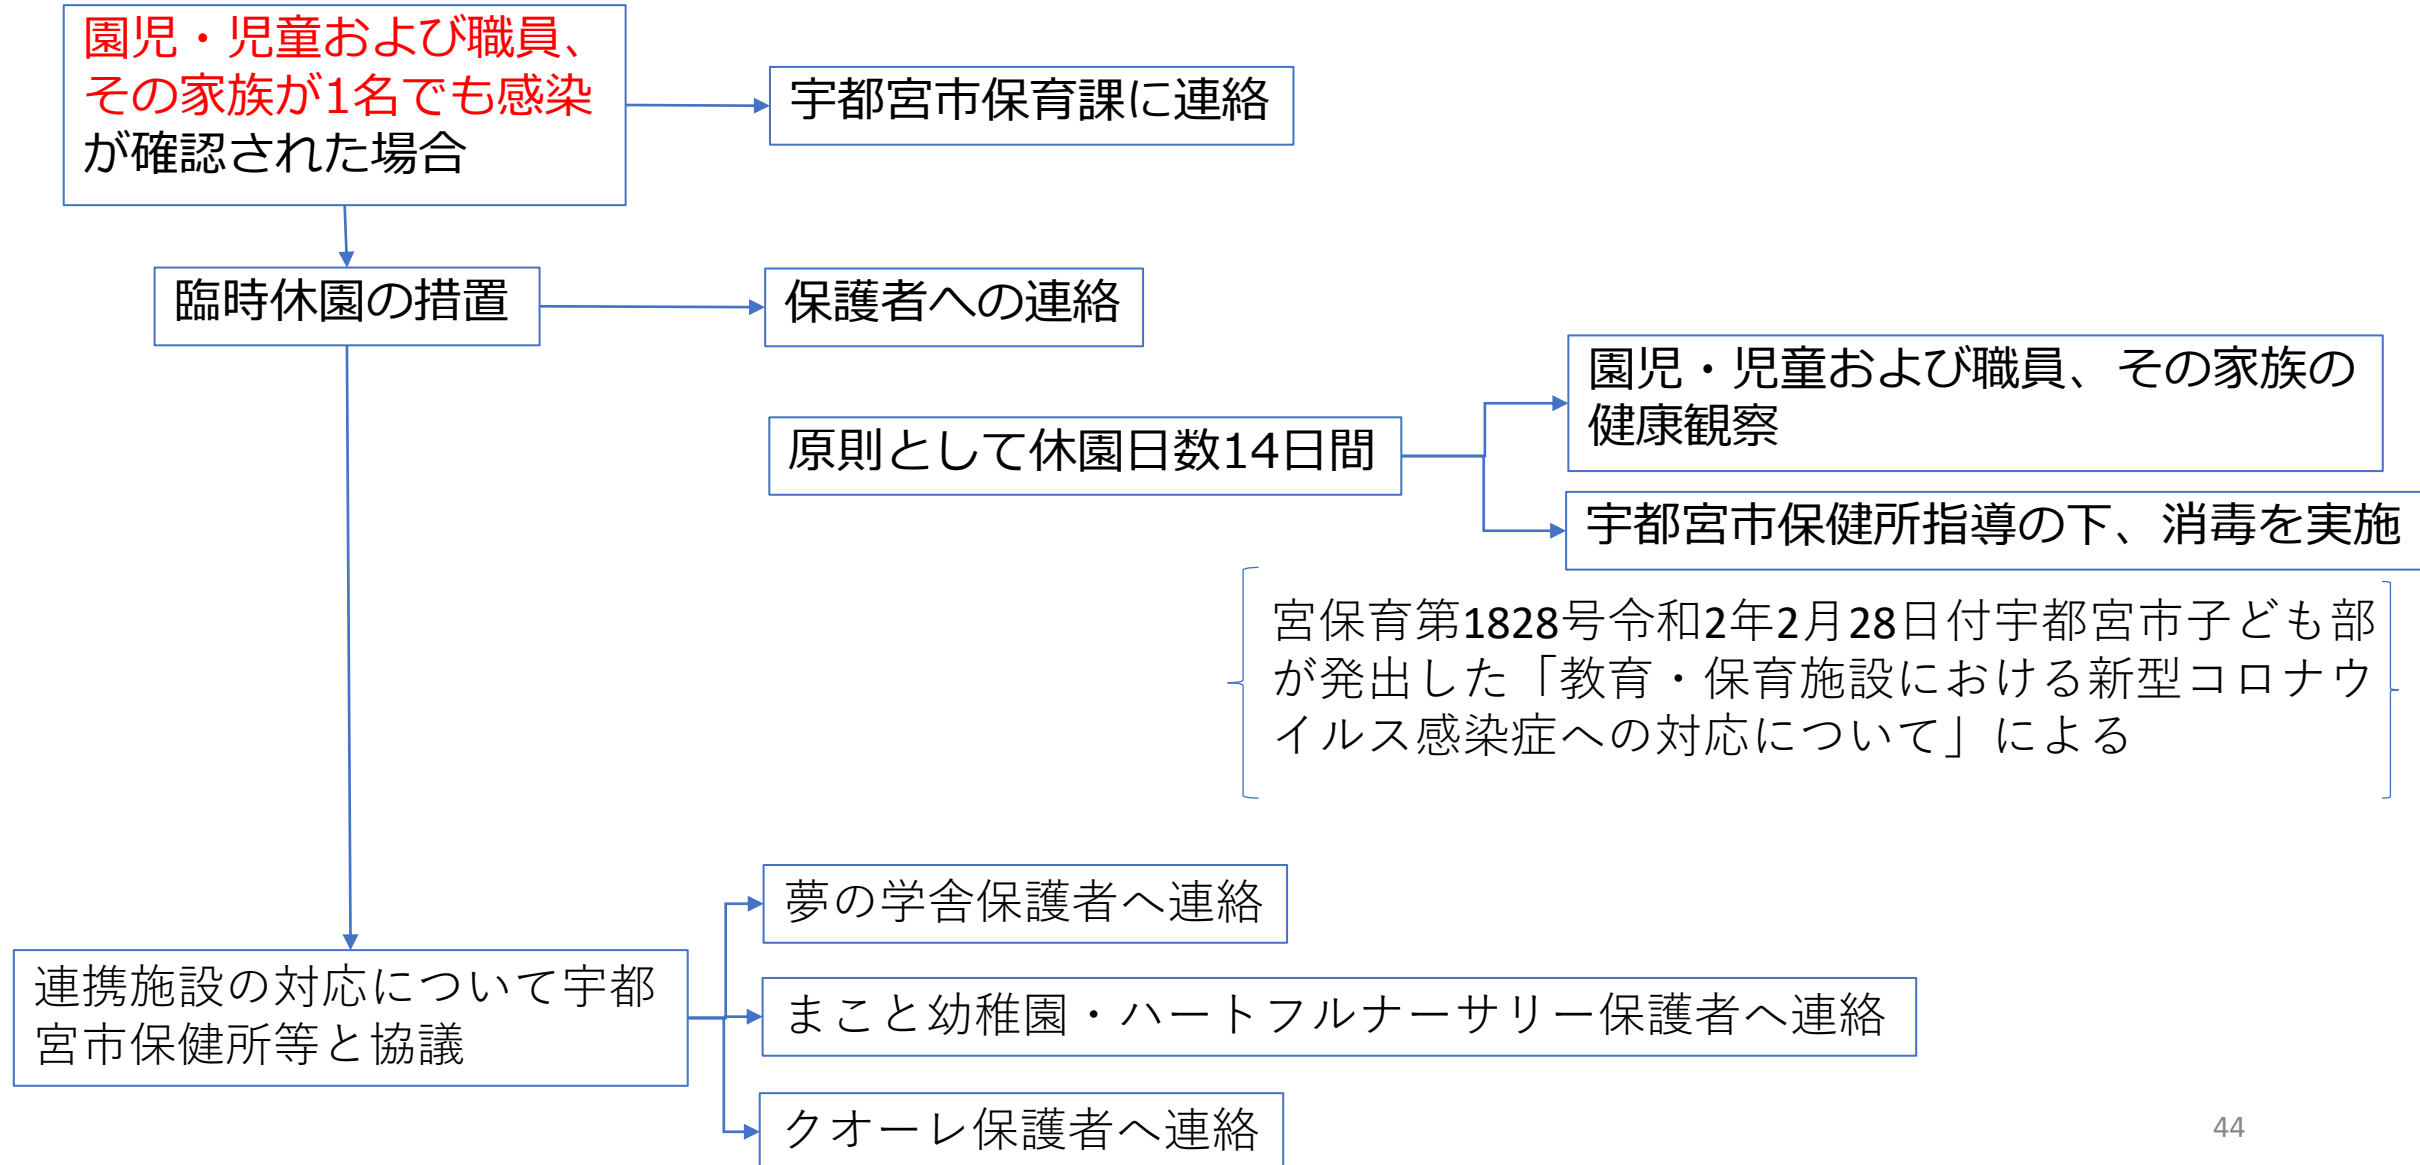 園児・児童および職員、
その家族が1名でも感染
が確認された場合
宇都宮市保育課に連絡
臨時休園の措置
保護者への連絡
原則として休園日数14日間
園児・児童および職員、その家族の
健康観察
宇都宮市保健所指導の下、消毒を実施
宮保育第1828号令和2年2月28日付宇都宮市子ども部
が発出した「教育・保育施設における新型コロナウ
イルス感染症への対応について」による
連携施設の対応について宇都
宮市保健所等と協議
夢の学舎保護者へ連絡
まこと幼稚園・ハートフルナーサリー保護者へ連絡
クオーレ保護者へ連絡
44